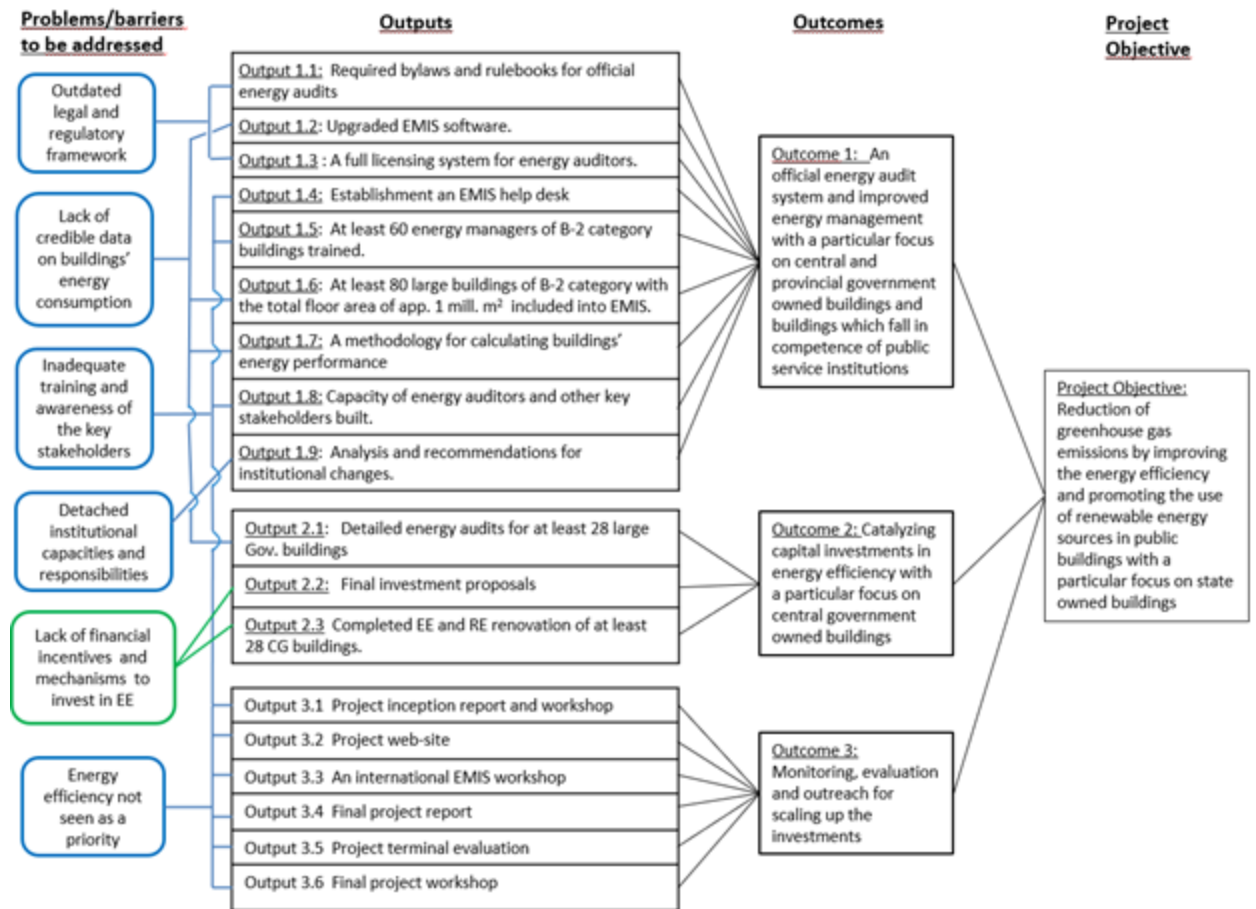 Problems/barriers
to be addressed
Outputs
Outcomes
Project
Objective
Outdated
legal and
regulatory
framework
Lack of
credible data
on buildings'
energy
consumption
Inadequate
training and
awareness of
the key
stakeholders
Detached
institutional
capacities and
responsibilities
Lack of financial
incentives and
mechanisms to
invest in EE
Energy
efficiency not
seen as a
priority
Output 1.1: Required bylaws and rulebooks for official
energy audits
Output 1.2: Upgraded EMIS software.
Output 1.3 : A full licensing system for energy auditors.
Output 1.4: Establishment an EMIS help desk
Output 1.5: At least 60 energy managers of B-2 category
buildings trained.
Output 1.6: At least 80 large buildings of B-2 category with
the total floor area of app. 1 mill. m² included into EMIS.
Output 1.7: A methodology for calculating buildings'
energy performance
Output 1.8: Capacity of energy auditors and other key
stakeholders built.
Output 1.9: Analysis and recommendations for
institutional changes.
Output 2.1: Detailed energy audits for at least 28 large
Gov. buildings
Output 2.2: Final investment proposals
Output 2.3 Completed EE and RE renovation of at least
28 CG buildings.
Output 3.1 Project inception report and workshop
Output 3.2 Project web-site
Output 3.3 An international EMIS workshop
Output 3.4 Final project report
Output 3.5 Project terminal evaluation
Output 3.6 Final project workshop
Outcome 1: An
official energy audit
system and improved
energy management
with a particular focus
on central and
provincial government
owned buildings and
buildings which fall in
competence of public
service institutions
Outcome 2: Catalyzing
capital investments in
energy efficiency with
a particular focus on
central government
owned buildings
Outcome 3:
Monitoring, evaluation
and outreach for
scaling up the
investments
Project Objective:
Reduction of
greenhouse gas
emissions by improving
the energy efficiency
and promoting the use
of renewable energy
sources in public
buildings with a
particular focus on state
owned buildings